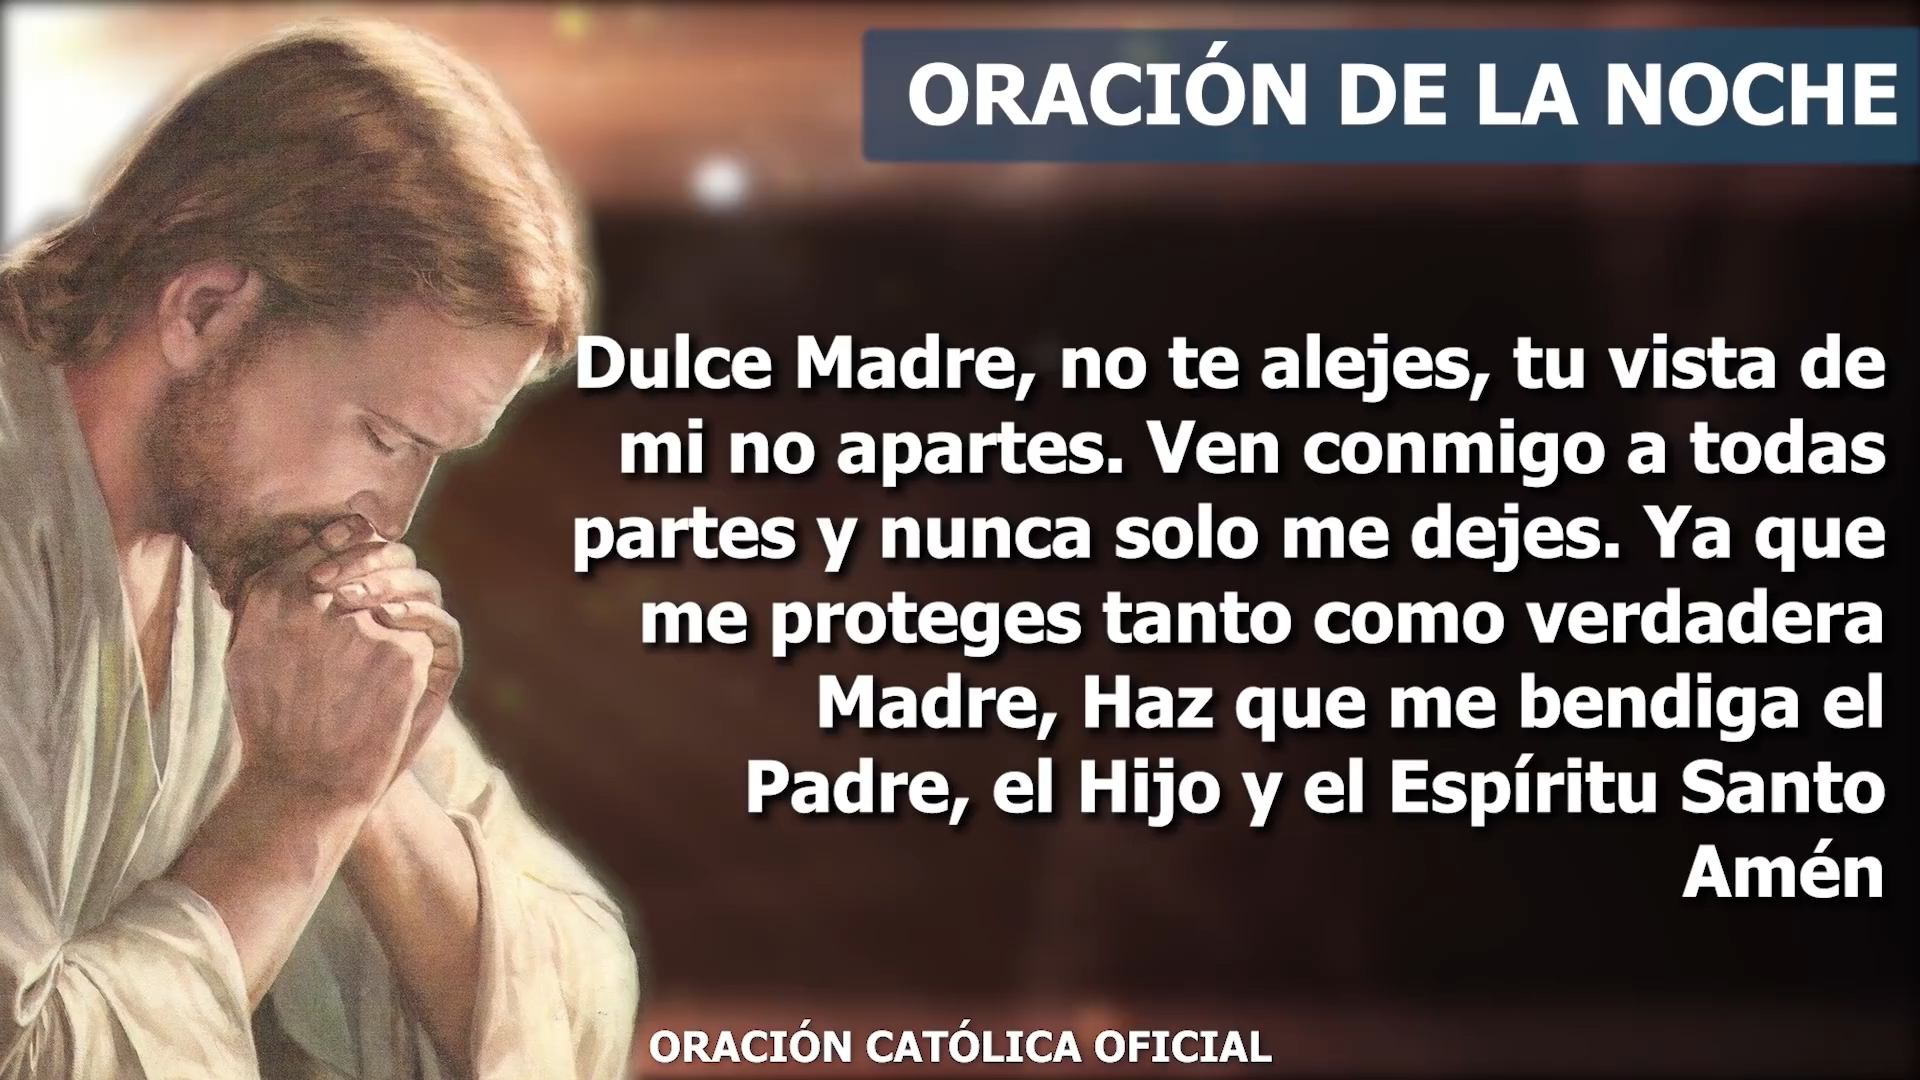 ORACIÓN DE LA NOCHE
Dulce Madre, no te alejes, tu vista de
mi no apartes. Ven conmigo a todas
partes y nunca solo me dejes. Ya que
me proteges tanto como verdadera
Madre, Haz que me bendiga el
Padre, el Hijo y el Espíritu Santo
Amén
ORACIÓN CATÓLICA OFICIAL